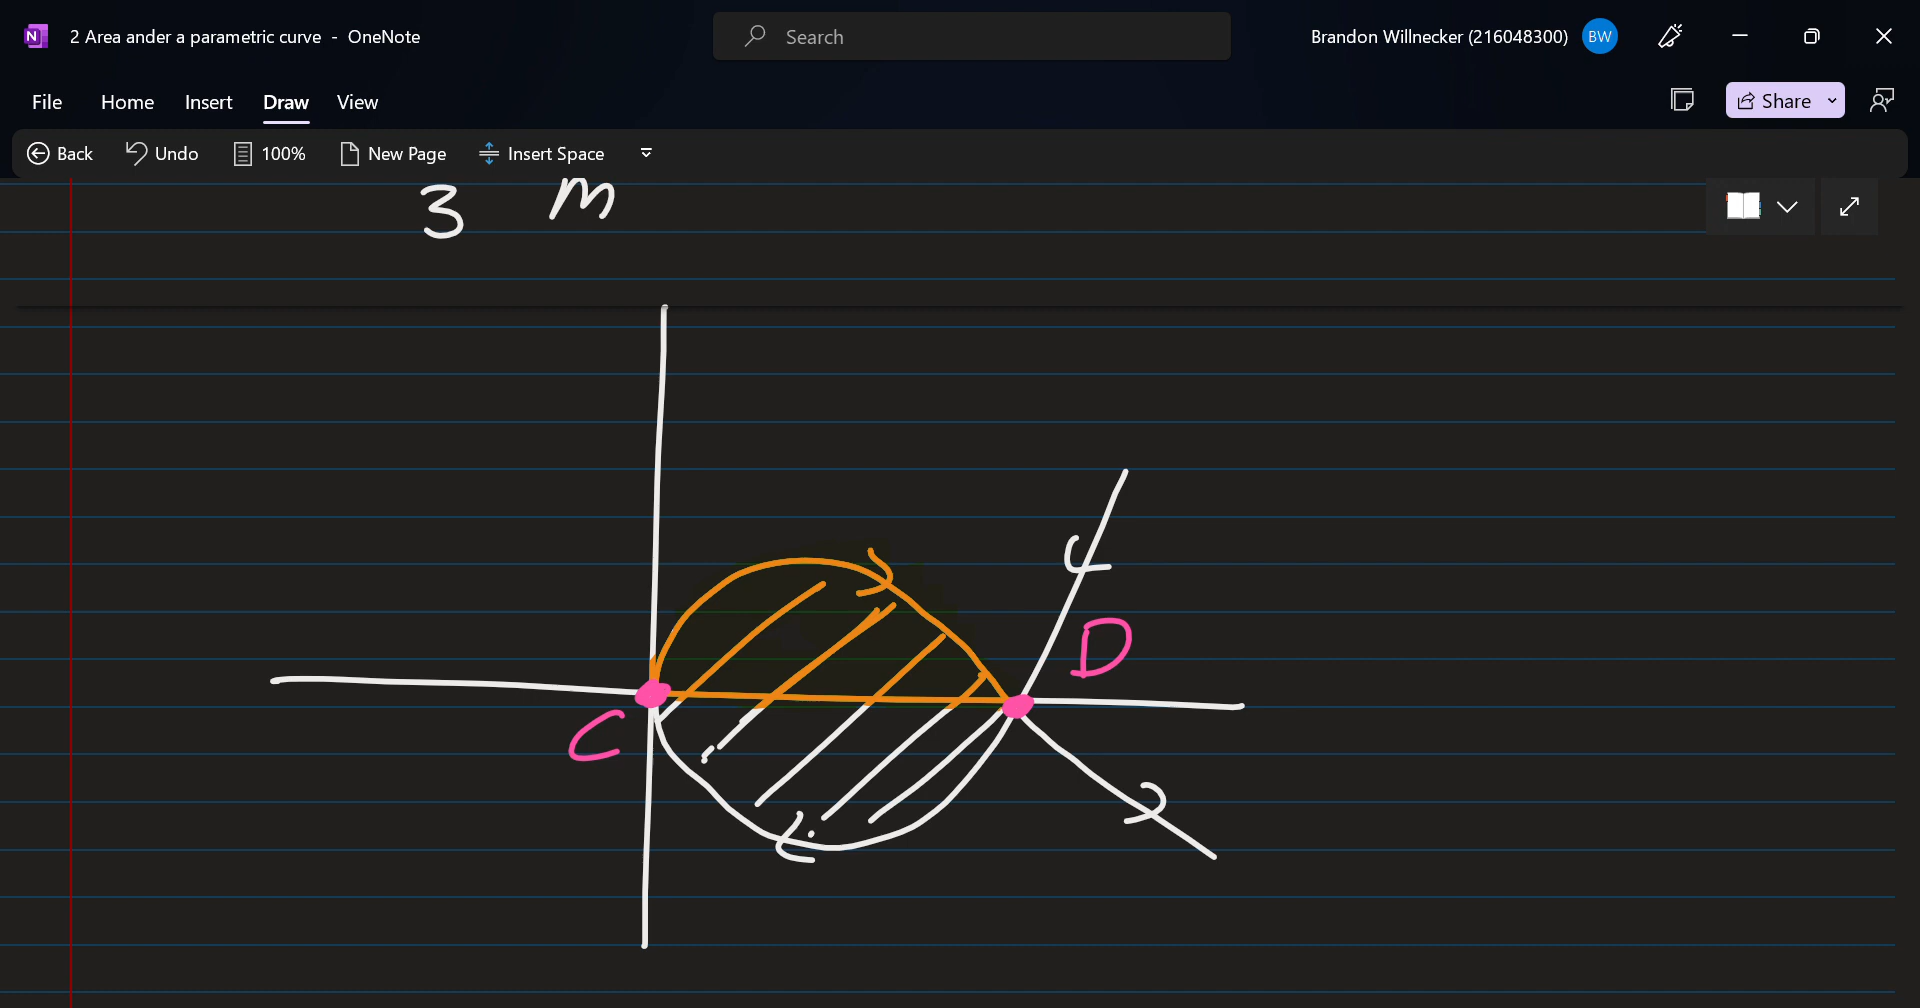 2 Area ander a parametric curve - OneNote
Search
Brandon Willnecker (216048300)
BW
File Home Insert Draw View
Share
Back Undo 100% New Page Insert Space
3 m
D
C